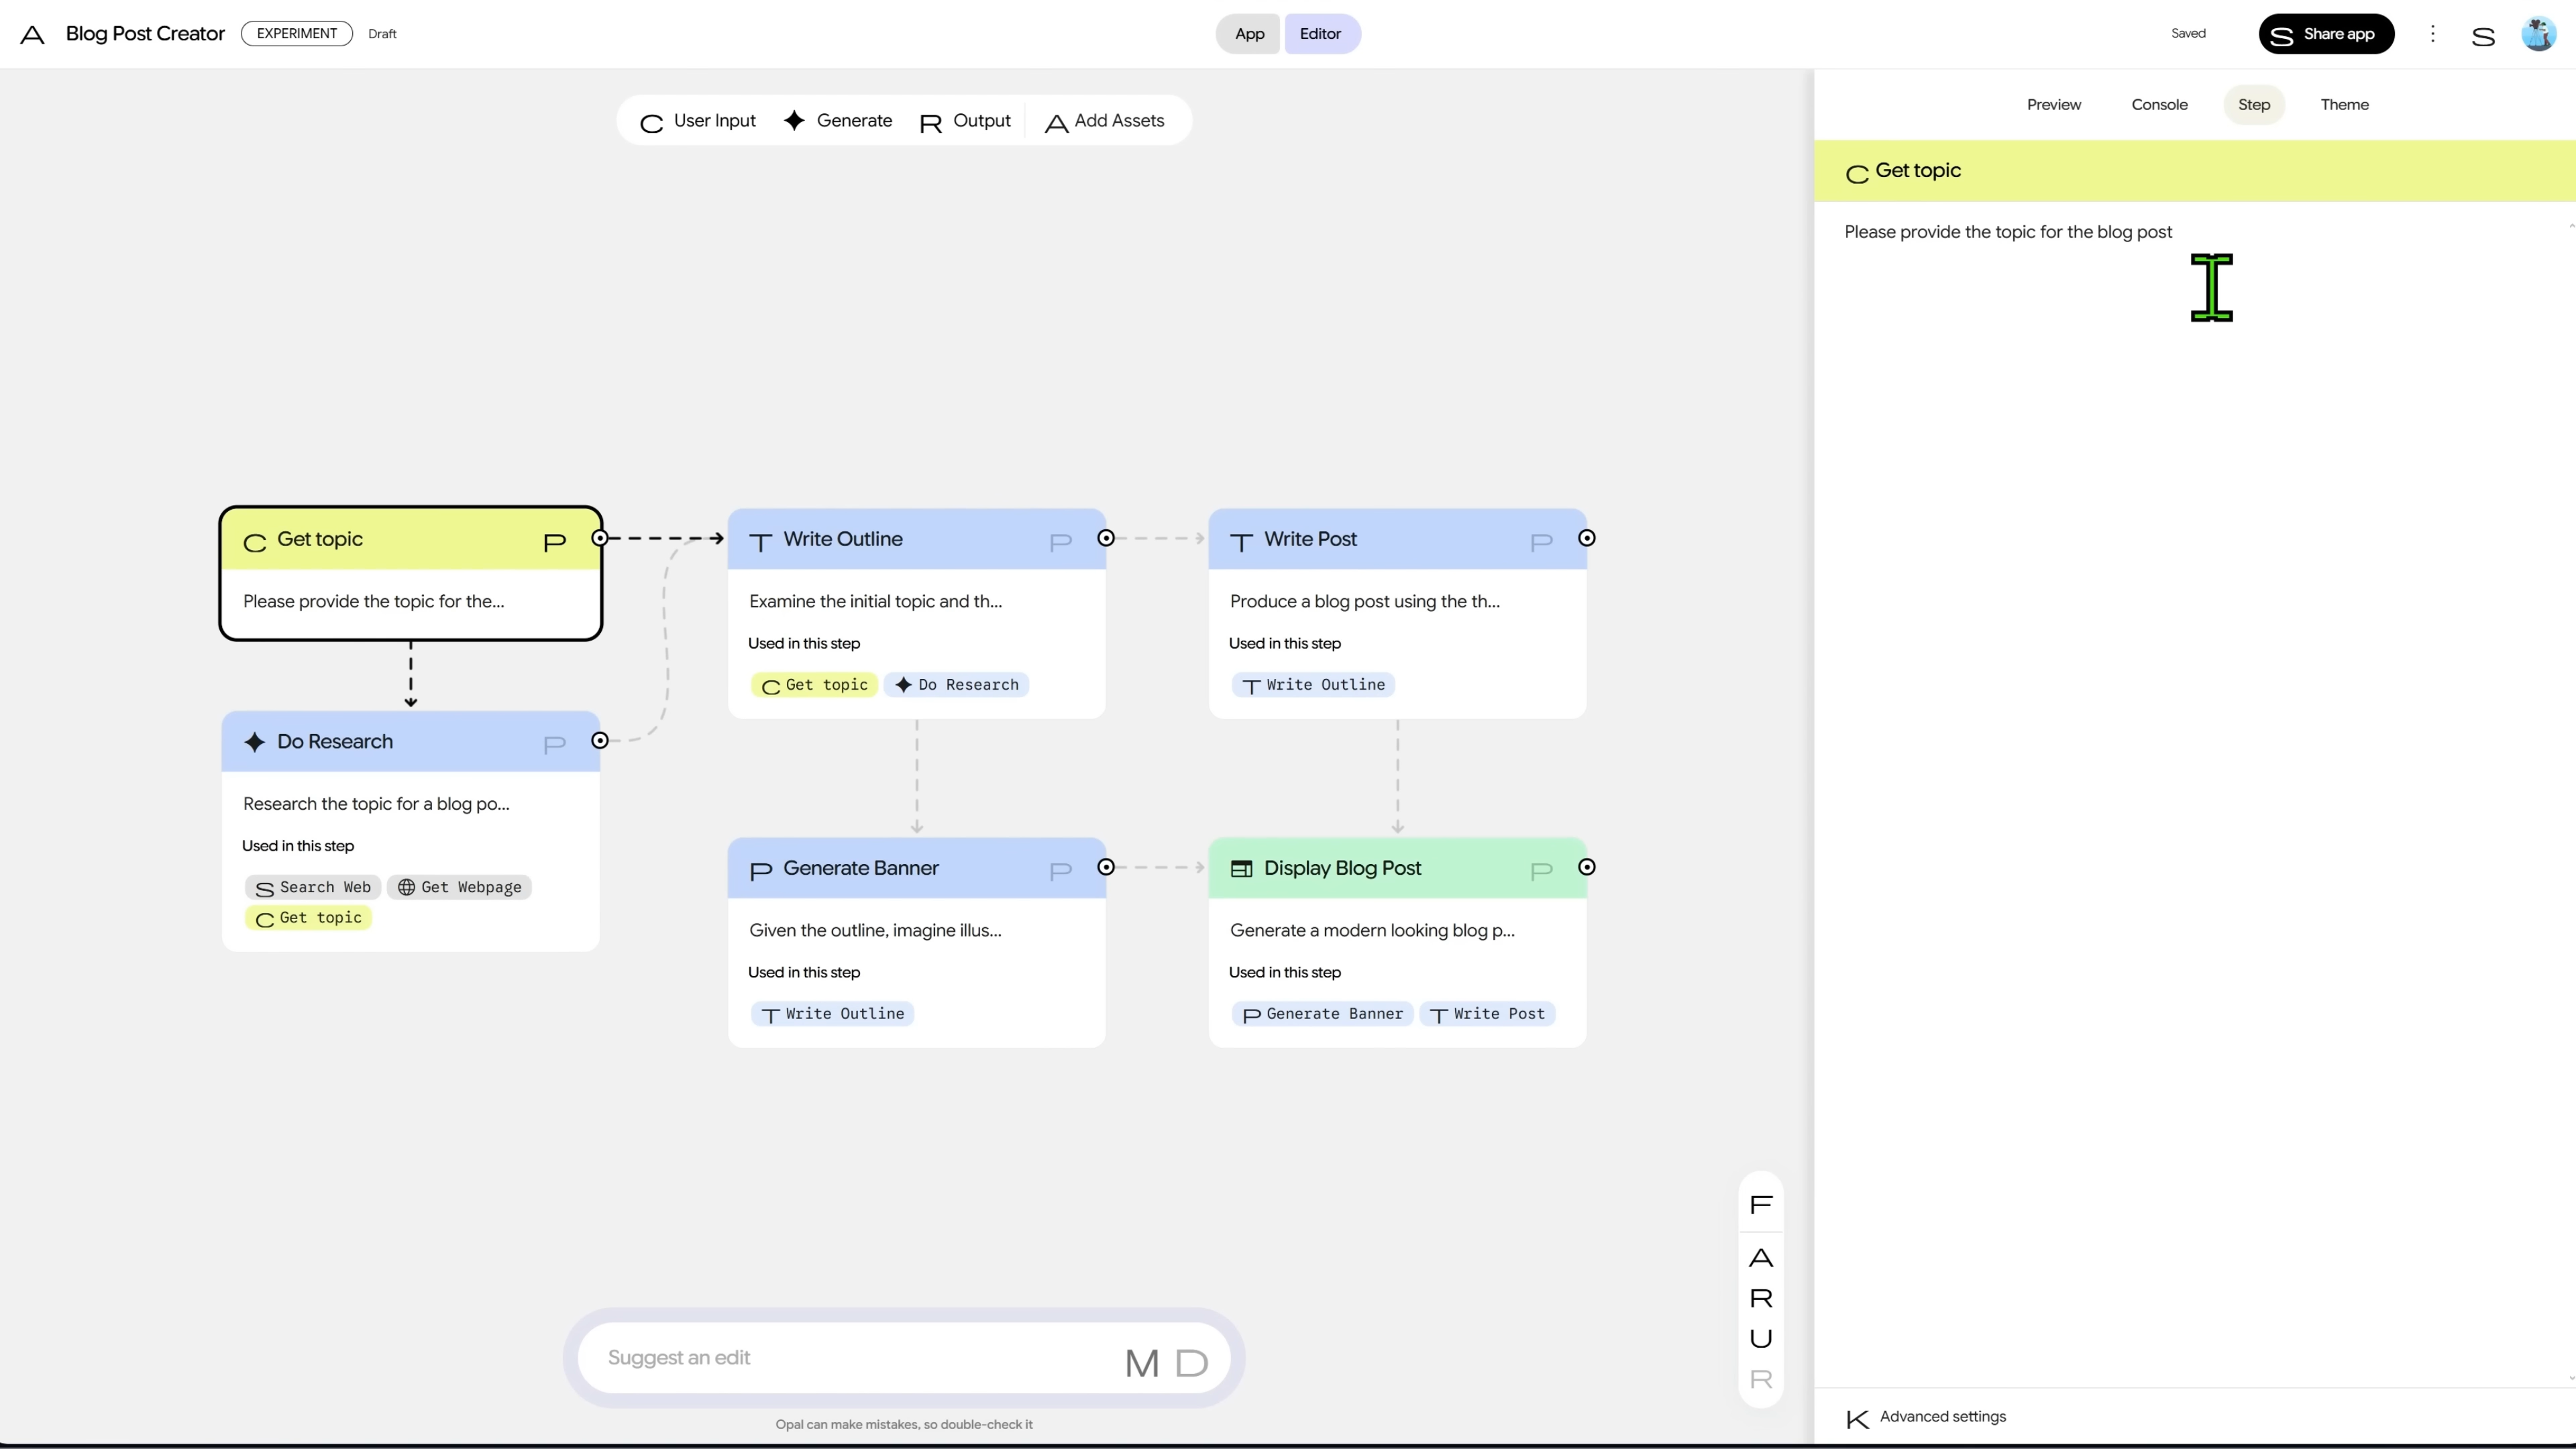 A Blog Post Creator EXPERIMENT Draft
App Editor
Saved S Share app S
C User Input Generate R Output A Add Assets
Preview Console Step Theme
C Get topic
Please provide the topic for the blog post
C Get topic P
Please provide the topic for the...
T Write Outline P
Examine the initial topic and th...
Used in this step
C Get topic Do Research
T Write Post P
Produce a blog post using the th...
Used in this step
T Write Outline
Do Research P
Research the topic for a blog po...
Used in this step
S Search Web Get Webpage
C Get topic
P Generate Banner P
Given the outline, imagine illus...
Used in this step
T Write Outline
Display Blog Post P
Generate a modern looking blog p...
Used in this step
P Generate Banner T Write Post
F
A
R
U
R
Suggest an edit M D
Opal can make mistakes, so double-check it
K Advanced settings